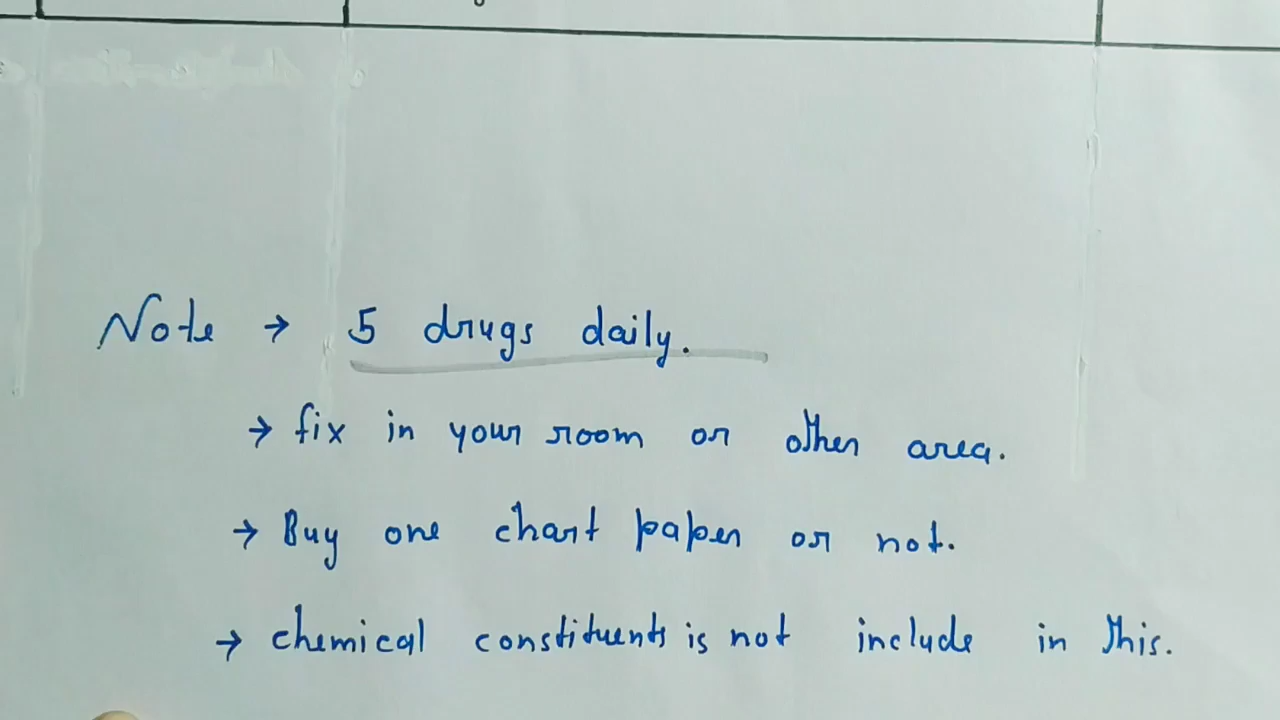 Note → 5 drugs daily.
→ fix in your room or other area.
→ Buy one chart paper or not.
→ chemical constituents is not include in this.